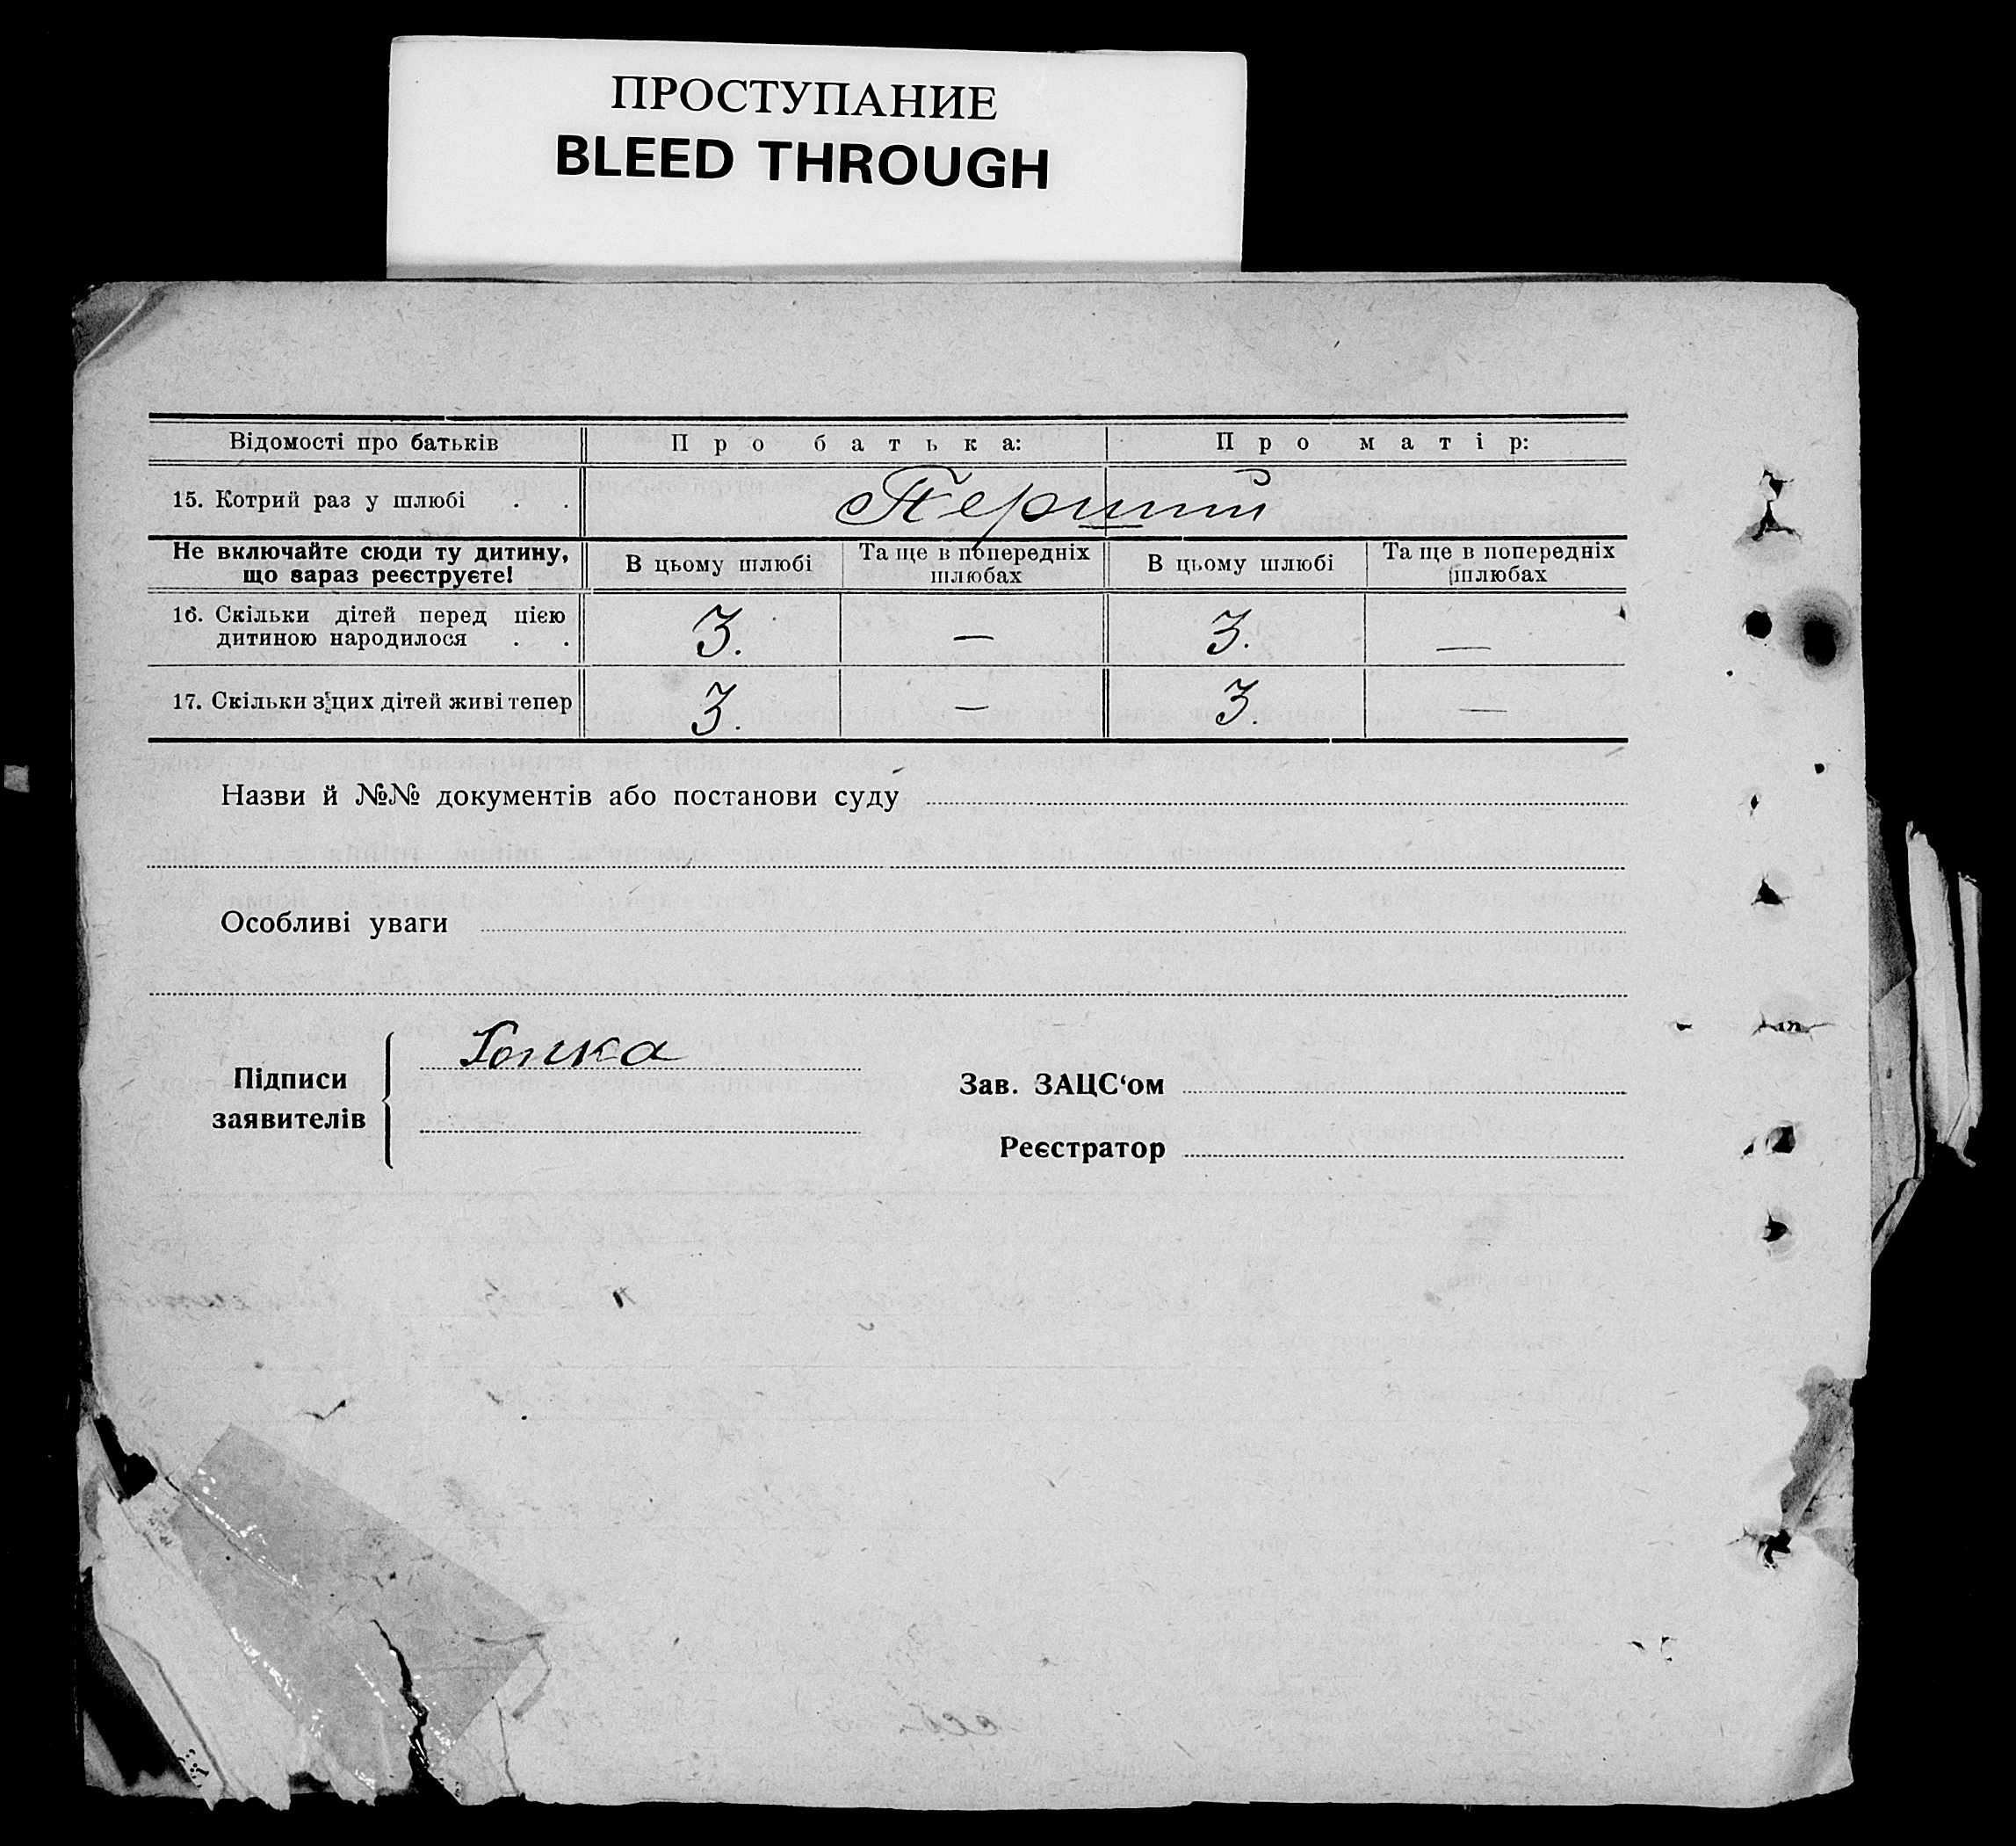 ПРОСТУПАНИЕ
BLEED THROUGH
Відомості про батьків Про батька: Про матір:
15. Котрий раз у шлюбі . . Перший
Не включайте сюди ту дитину, що зараз реєструєте! В цьому шлюбі Та ще в попередніх шлюбах В цьому шлюбі Та ще в попередніх шлюбах
16. Скільки дітей перед цією дитиною народилося . . 3. — 3. —
17. Скільки з цих дітей живі тепер 3. — 3. —
Назви й №№ документів або постанови суду
Особливі уваги
Підписи заявителів
Зав. ЗАЦС‘ом
Реєстратор